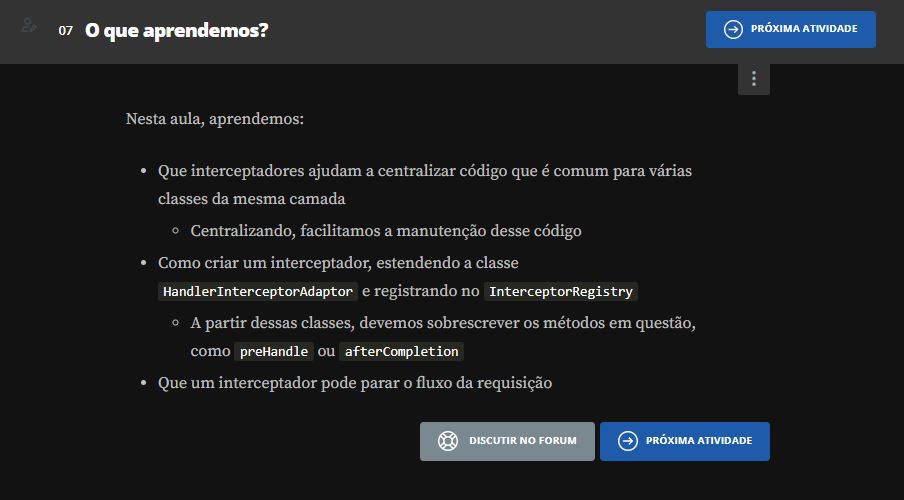 07 O que aprendemos?
PRÓXIMA ATIVIDADE
Nesta aula, aprendemos:
• Que interceptadores ajudam a centralizar código que é comum para várias
classes da mesma camada
◦ Centralizando, facilitamos a manutenção desse código
• Como criar um interceptador, estendendo a classe
HandlerInterceptorAdaptor e registrando no InterceptorRegistry
◦ A partir dessas classes, devemos sobrescrever os métodos em questão,
como preHandle ou afterCompletion
• Que um interceptador pode parar o fluxo da requisição
DISCUTIR NO FORUM
PRÓXIMA ATIVIDADE